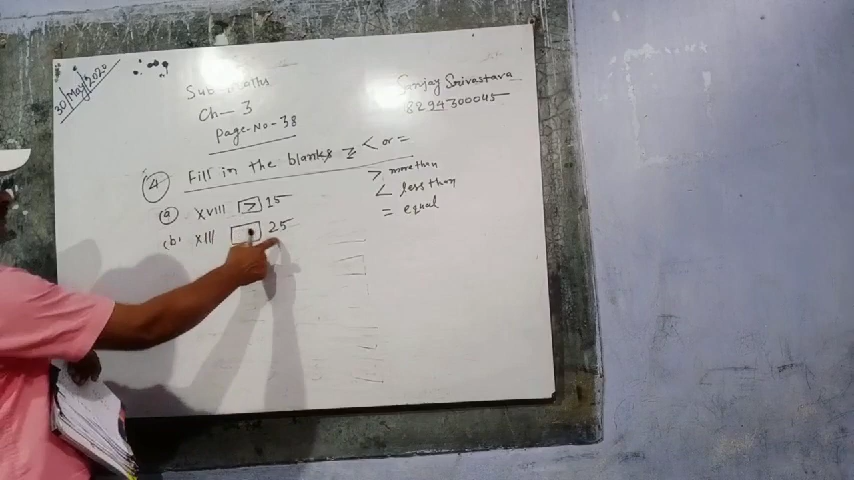 30/May/2020
Sub Maths
Ch-3
Page-No-38
Sanjay Srivastava
8294300045
④ Fill in the blanks > < or =
> more than
< less than
= equal
(a) XVIII > 15
(b) XIII 25